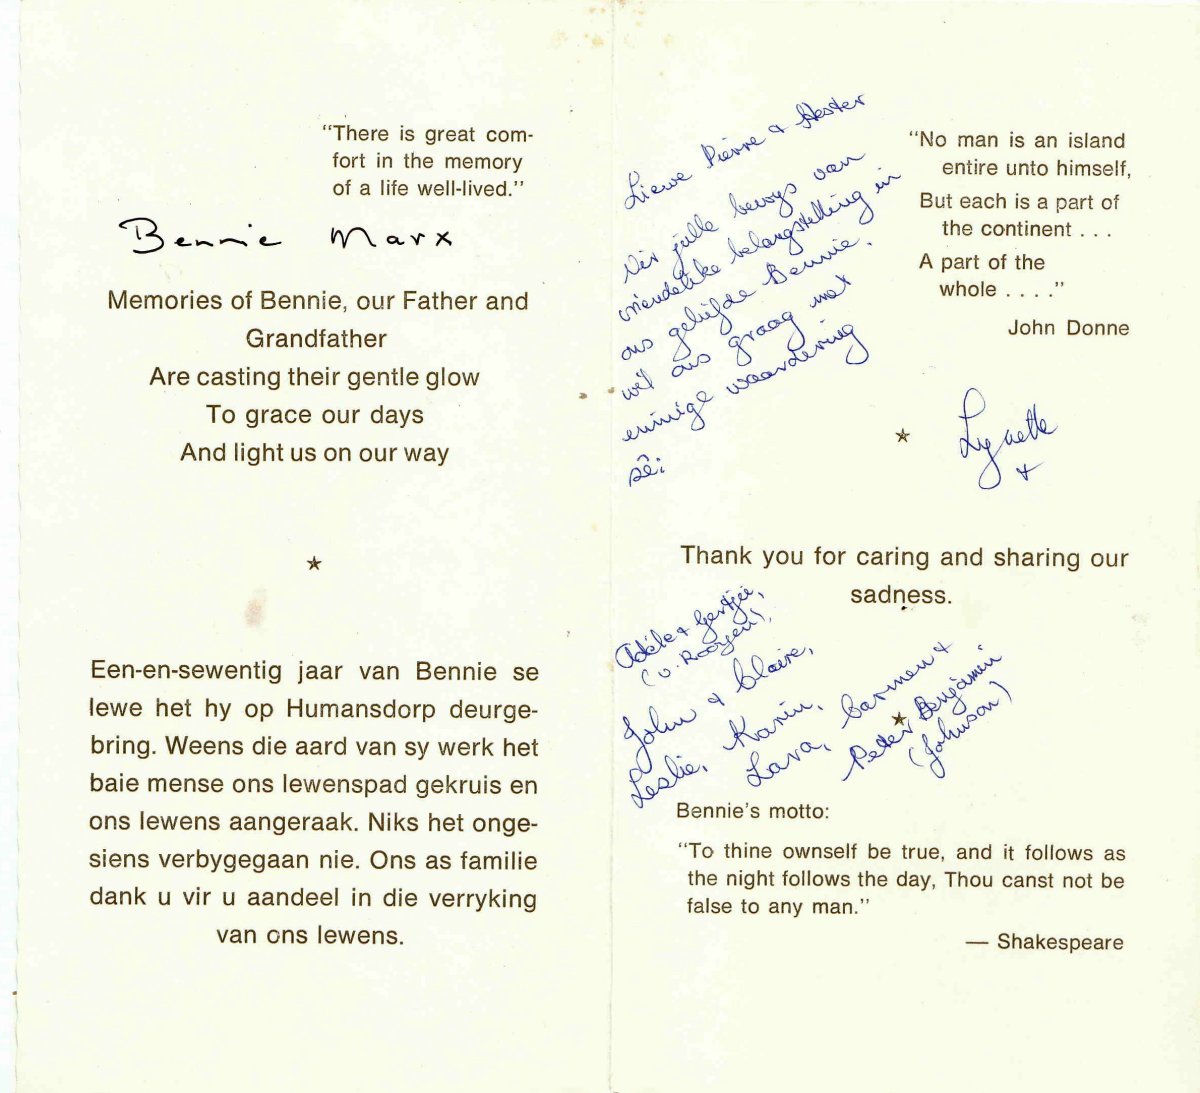 "There is great com-
fort in the memory
of a life well-lived."
Bennie Marx
Memories of Bennie, our Father and
Grandfather
Are casting their gentle glow
To grace our days
And light us on our way
Een-en-sewentig jaar van Bennie se
lewe het hy op Humansdorp deurge-
bring. Weens die aard van sy werk het
baie mense ons lewenspad gekruis en
ons lewens aangeraak. Niks het onge-
siens verbygegaan nie. Ons as familie
dank u vir u aandeel in die verryking
van ons lewens.
Liewe Pierre & Hester
Vir julle bewys van
vriendelike belangstelling in
ons geliefde Bennie.
wil ons graag met
innige waardering
sê:
"No man is an island
entire unto himself,
But each is a part of
the continent . . .
A part of the
whole . . . ."
John Donne
Lynette
&
Thank you for caring and sharing our
sadness.
Adéle & Gertjie,
(v. Rooyen),
John & Claire,
Leslie, Karin,
Lara, Carmen &
Peter Benjamin
(Johnson)
Bennie's motto:
"To thine ownself be true, and it follows as
the night follows the day, Thou canst not be
false to any man."
— Shakespeare